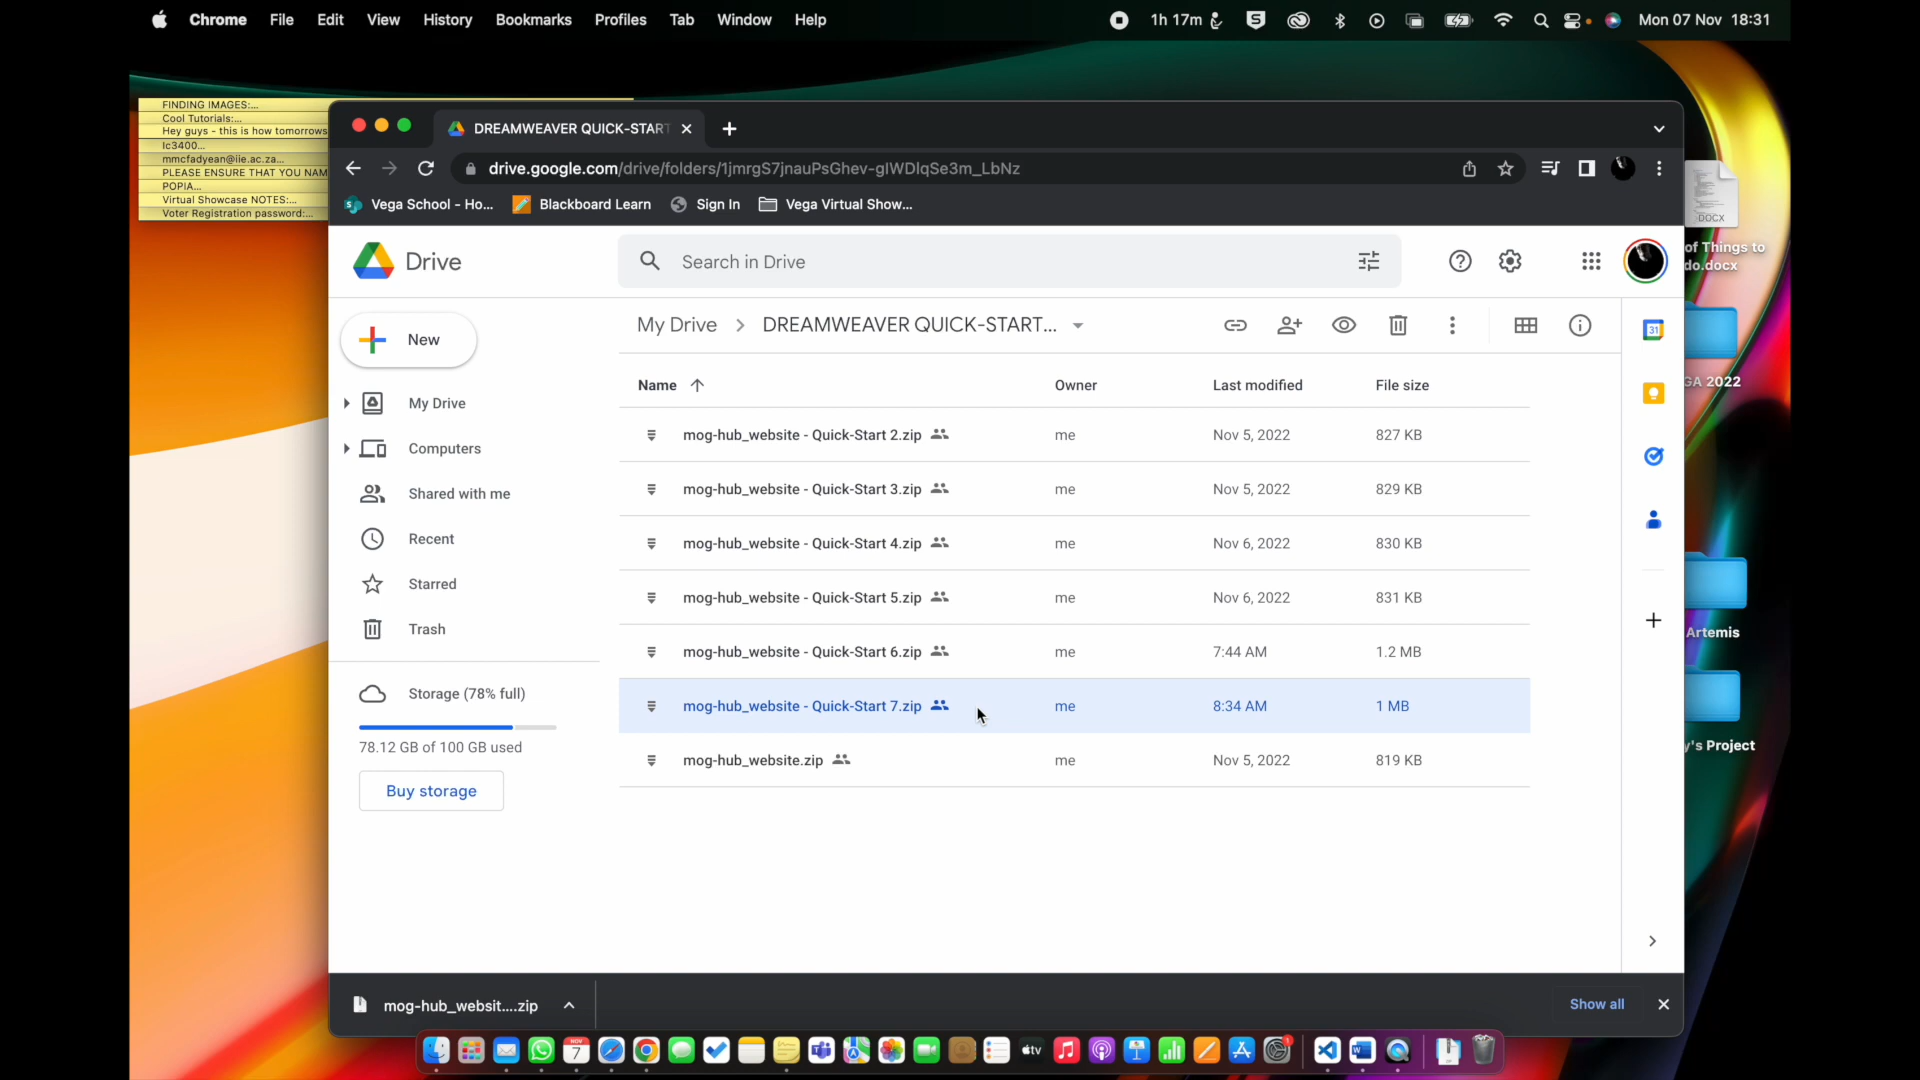 Chrome File Edit View History Bookmarks Profiles Tab Window Help 1h 17m Mon 07 Nov 18:31
FINDING IMAGES:...
Cool Tutorials:...
Hey guys - this is how tomorrows
lc3400...
mmcfadyean@iie.ac.za...
PLEASE ENSURE THAT YOU NAM
POPIA...
Virtual Showcase NOTES:...
Voter Registration password:...
DREAMWEAVER QUICK-START
drive.google.com/drive/folders/1jmrgS7jnauPsGhev-gIWDIqSe3m_LbNz
Vega School - Ho... Blackboard Learn Sign In Vega Virtual Show...
Drive
Search in Drive
New
My Drive
Computers
Shared with me
Recent
Starred
Trash
Storage (78% full)
78.12 GB of 100 GB used
Buy storage
My Drive > DREAMWEAVER QUICK-START...
Name Owner Last modified File size
mog-hub_website - Quick-Start 2.zip me Nov 5, 2022 827 KB
mog-hub_website - Quick-Start 3.zip me Nov 5, 2022 829 KB
mog-hub_website - Quick-Start 4.zip me Nov 6, 2022 830 KB
mog-hub_website - Quick-Start 5.zip me Nov 6, 2022 831 KB
mog-hub_website - Quick-Start 6.zip me 7:44 AM 1.2 MB
mog-hub_website - Quick-Start 7.zip me 8:34 AM 1 MB
mog-hub_website.zip me Nov 5, 2022 819 KB
31
DOCX
of Things to
do.docx
GA 2022
Artemis
y's Project
mog-hub_websit....zip
Show all
NOV
7
tv
1